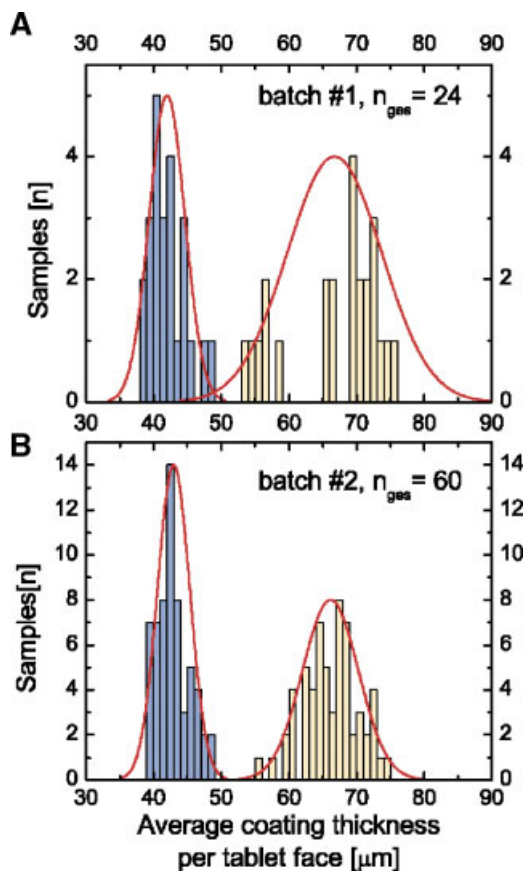 A
30 40 50 60 70 80 90
batch #1, n_ges = 24
Samples [n]
4
2
0
4
2
0
30 40 50 60 70 80 90
B
batch #2, n_ges = 60
Samples[n]
14
12
10
8
6
4
2
0
14
12
10
8
6
4
2
0
30 40 50 60 70 80 90
Average coating thickness
per tablet face [μm]